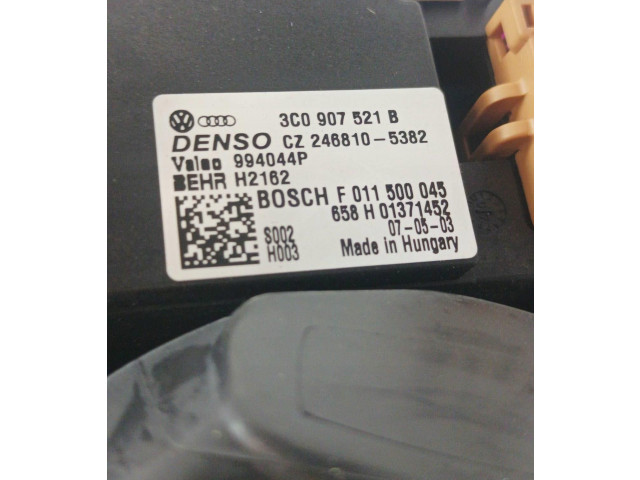 3C0 907 521 B
DENSO CZ 246810-5382
Valeo 994044P
BEHR H2162
BOSCH F 011 500 045
658 H 01371452
S002 07-05-03
H003 Made in Hungary